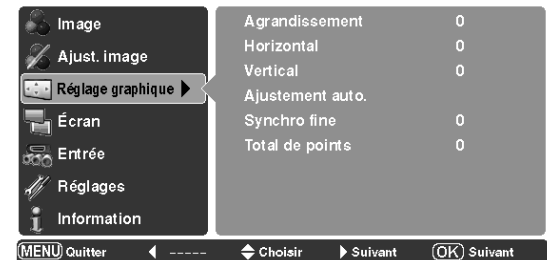 Image
Ajust. image
Réglage graphique
Écran
Entrée
Réglages
Information
Agrandissement 0
Horizontal 0
Vertical 0
Ajustement auto.
Synchro fine 0
Total de points 0
MENU Quitter ----- Choisir Suivant OK Suivant